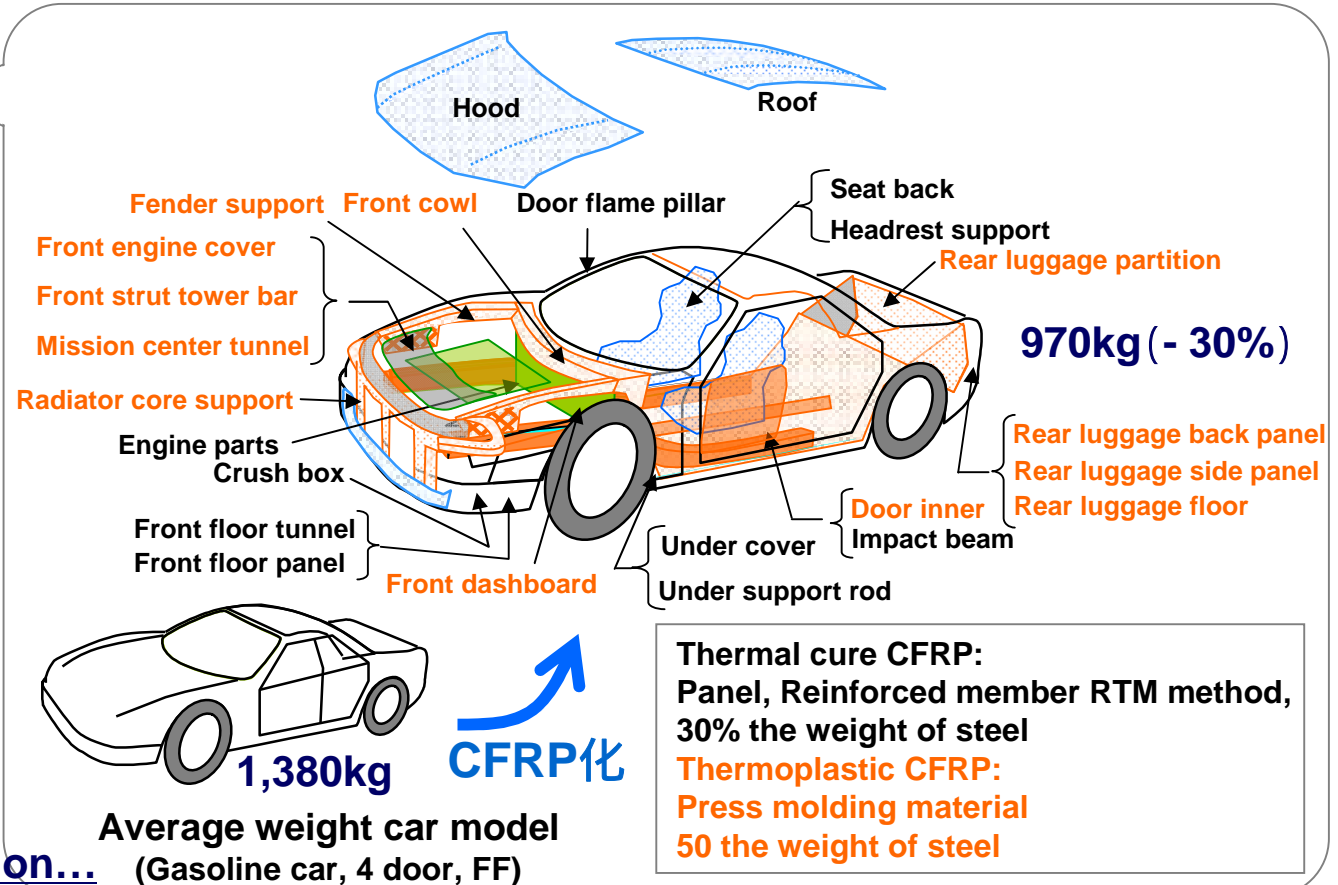 Hood
Roof
Fender support
Front cowl
Door flame pillar
Seat back
Headrest support
Front engine cover
Front strut tower bar
Mission center tunnel
Rear luggage partition
970kg(- 30%)
Radiator core support
Engine parts
Crush box
Rear luggage back panel
Rear luggage side panel
Rear luggage floor
Door inner
Impact beam
Front floor tunnel
Front floor panel
Under cover
Under support rod
Front dashboard
1,380kg
CFRP化
Average weight car model
(Gasoline car, 4 door, FF)
on...
Thermal cure CFRP:
Panel, Reinforced member RTM method,
30% the weight of steel
Thermoplastic CFRP:
Press molding material
50 the weight of steel